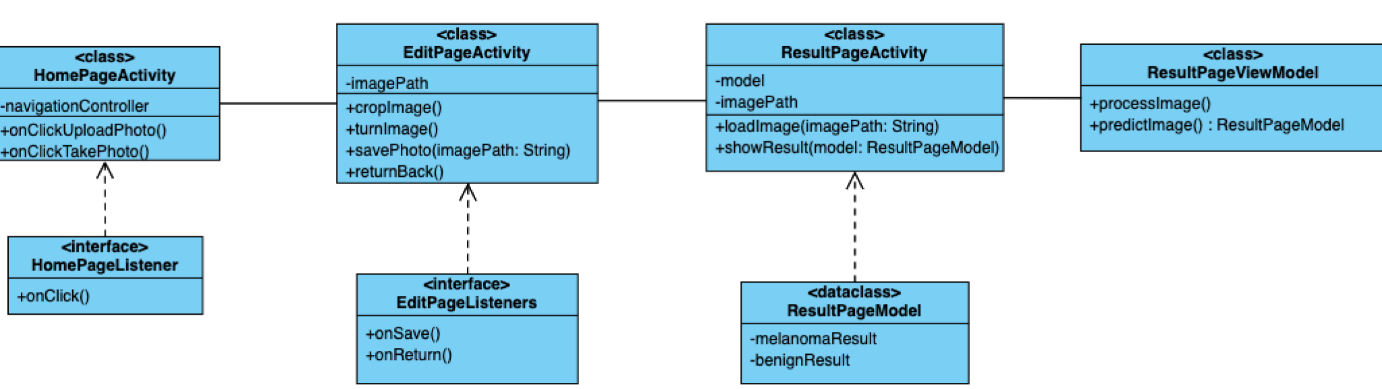 <class>
HomePageActivity
-navigationController
+onClickUploadPhoto()
+onClickTakePhoto()
<interface>
HomePageListener
+onClick()
<class>
EditPageActivity
-imagePath
+cropImage()
+turnImage()
+savePhoto(imagePath: String)
+returnBack()
<interface>
EditPageListeners
+onSave()
+onReturn()
<class>
ResultPageActivity
-model
-imagePath
+loadImage(imagePath: String)
+showResult(model: ResultPageModel)
<dataclass>
ResultPageModel
-melanomaResult
-benignResult
<class>
ResultPageViewModel
+processImage()
+predictImage() : ResultPageModel